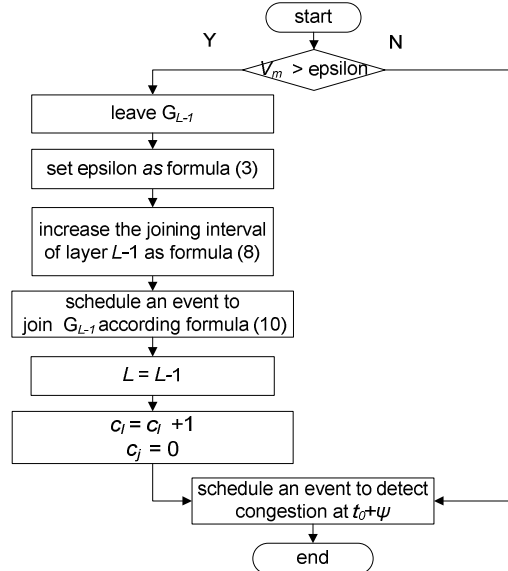 start
Y
N
V_m > epsilon
leave G_{L-1}
set epsilon as formula (3)
increase the joining interval
of layer L-1 as formula (8)
schedule an event to
join G_{L-1} according formula (10)
L = L-1
c_l = c_l +1
c_j = 0
schedule an event to detect
congestion at t_0+ψ
end